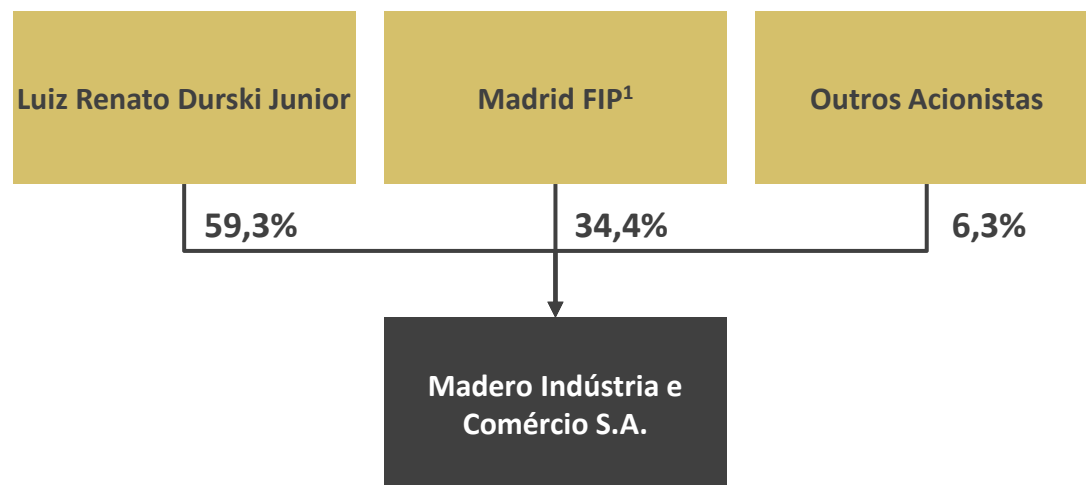 Luiz Renato Durski Junior
Madrid FIP¹
Outros Acionistas
59,3%
34,4%
6,3%
Madero Indústria e
Comércio S.A.